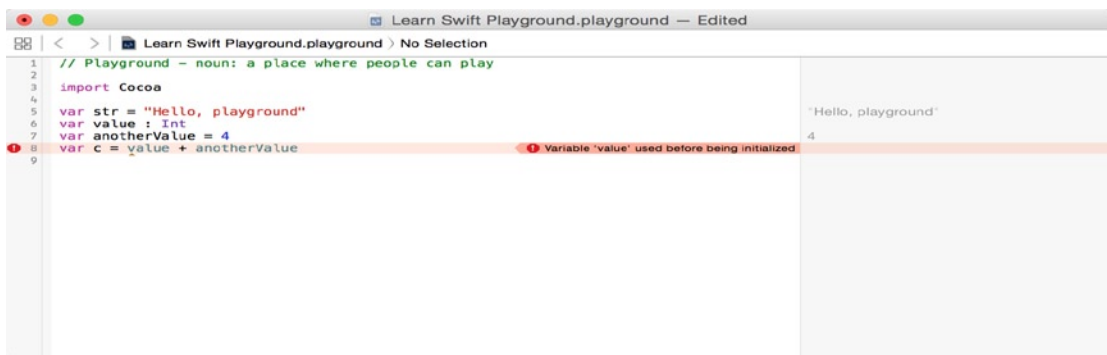 Learn Swift Playground.playground — Edited
Learn Swift Playground.playground 〉 No Selection
1 // Playground – noun: a place where people can play
2
3 import Cocoa
4
5 var str = "Hello, playground" "Hello, playground"
6 var value : Int
7 var anotherValue = 4 4
8 var c = value + anotherValue Variable 'value' used before being initialized
9